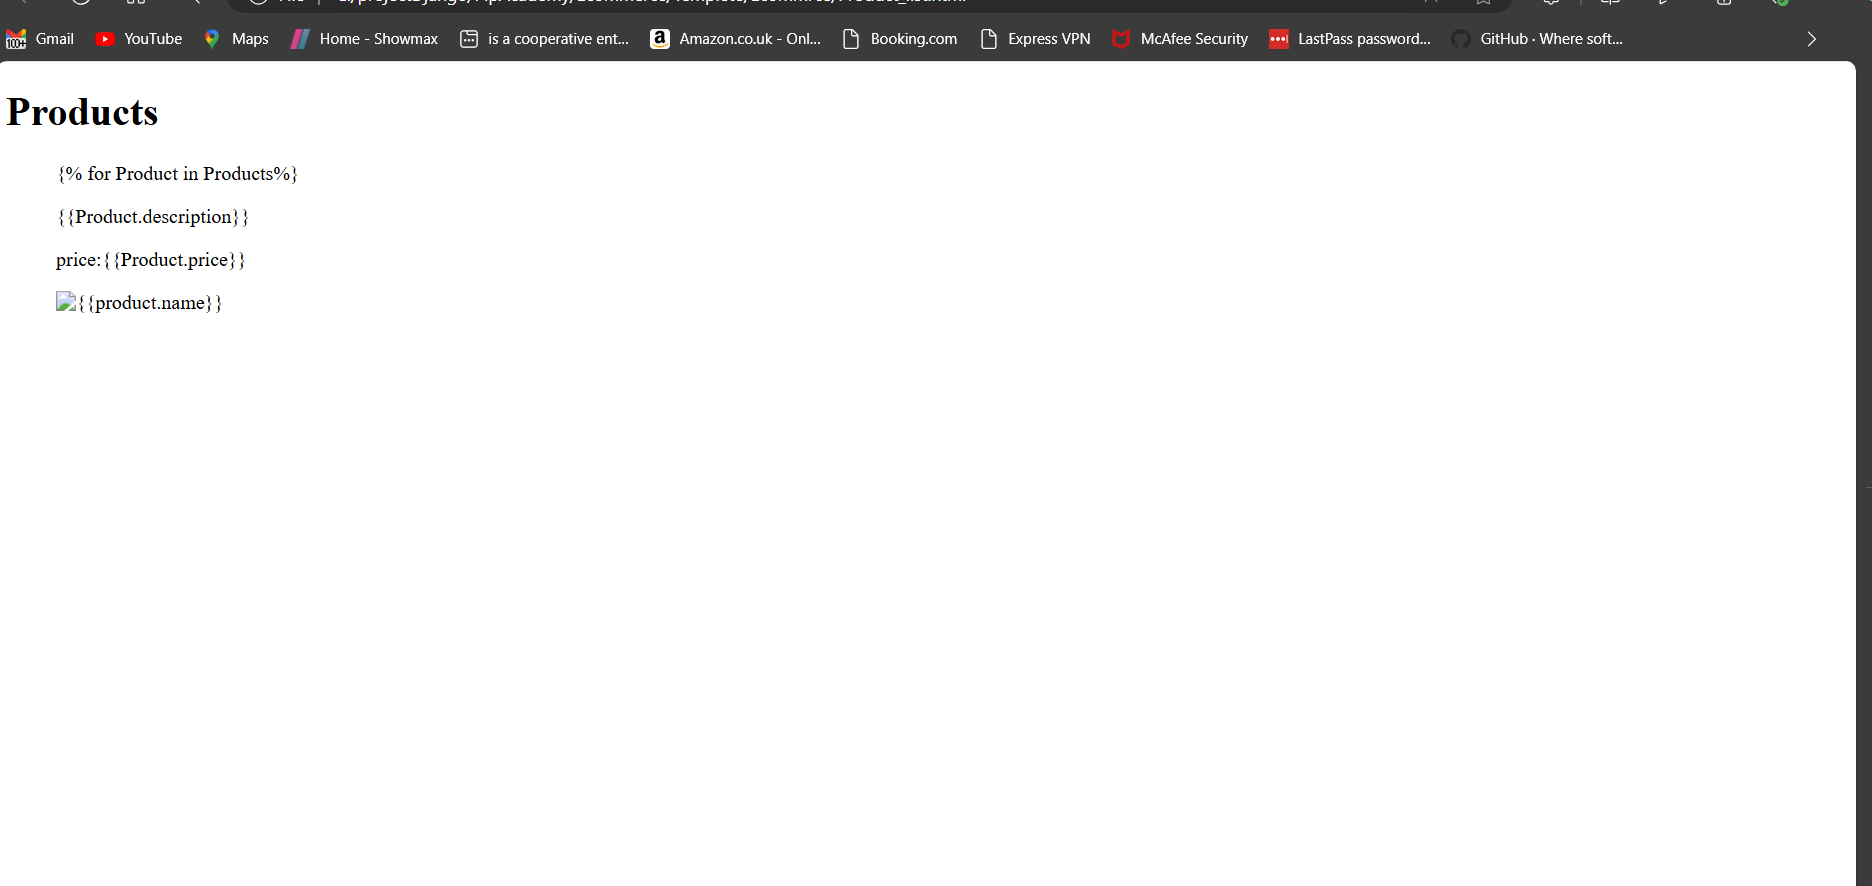 Gmail YouTube Maps Home - Showmax is a cooperative ent... Amazon.co.uk - Onl... Booking.com Express VPN McAfee Security LastPass password... GitHub · Where soft...
Products
{% for Product in Products%}
{{Product.description}}
price:{{Product.price}}
{{product.name}}